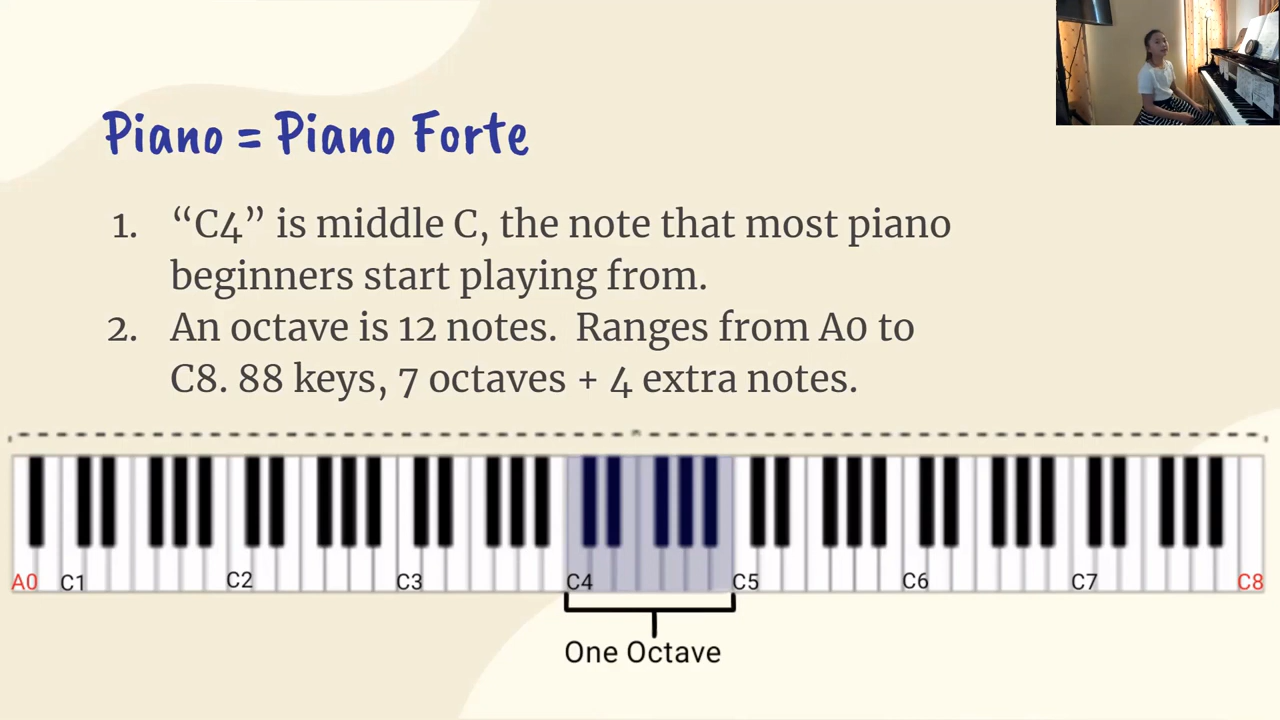 Piano = Piano Forte
1. “C4” is middle C, the note that most piano
beginners start playing from.
2. An octave is 12 notes.  Ranges from A0 to
C8. 88 keys, 7 octaves + 4 extra notes.
A0 C1 C2 C3 C4 C5 C6 C7 C8
One Octave